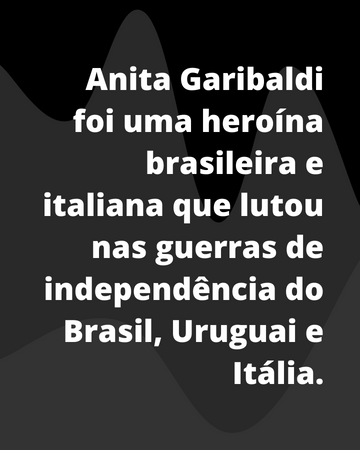 Anita Garibaldi
foi uma heroína
brasileira e
italiana que lutou
nas guerras de
independência do
Brasil, Uruguai e
Itália.